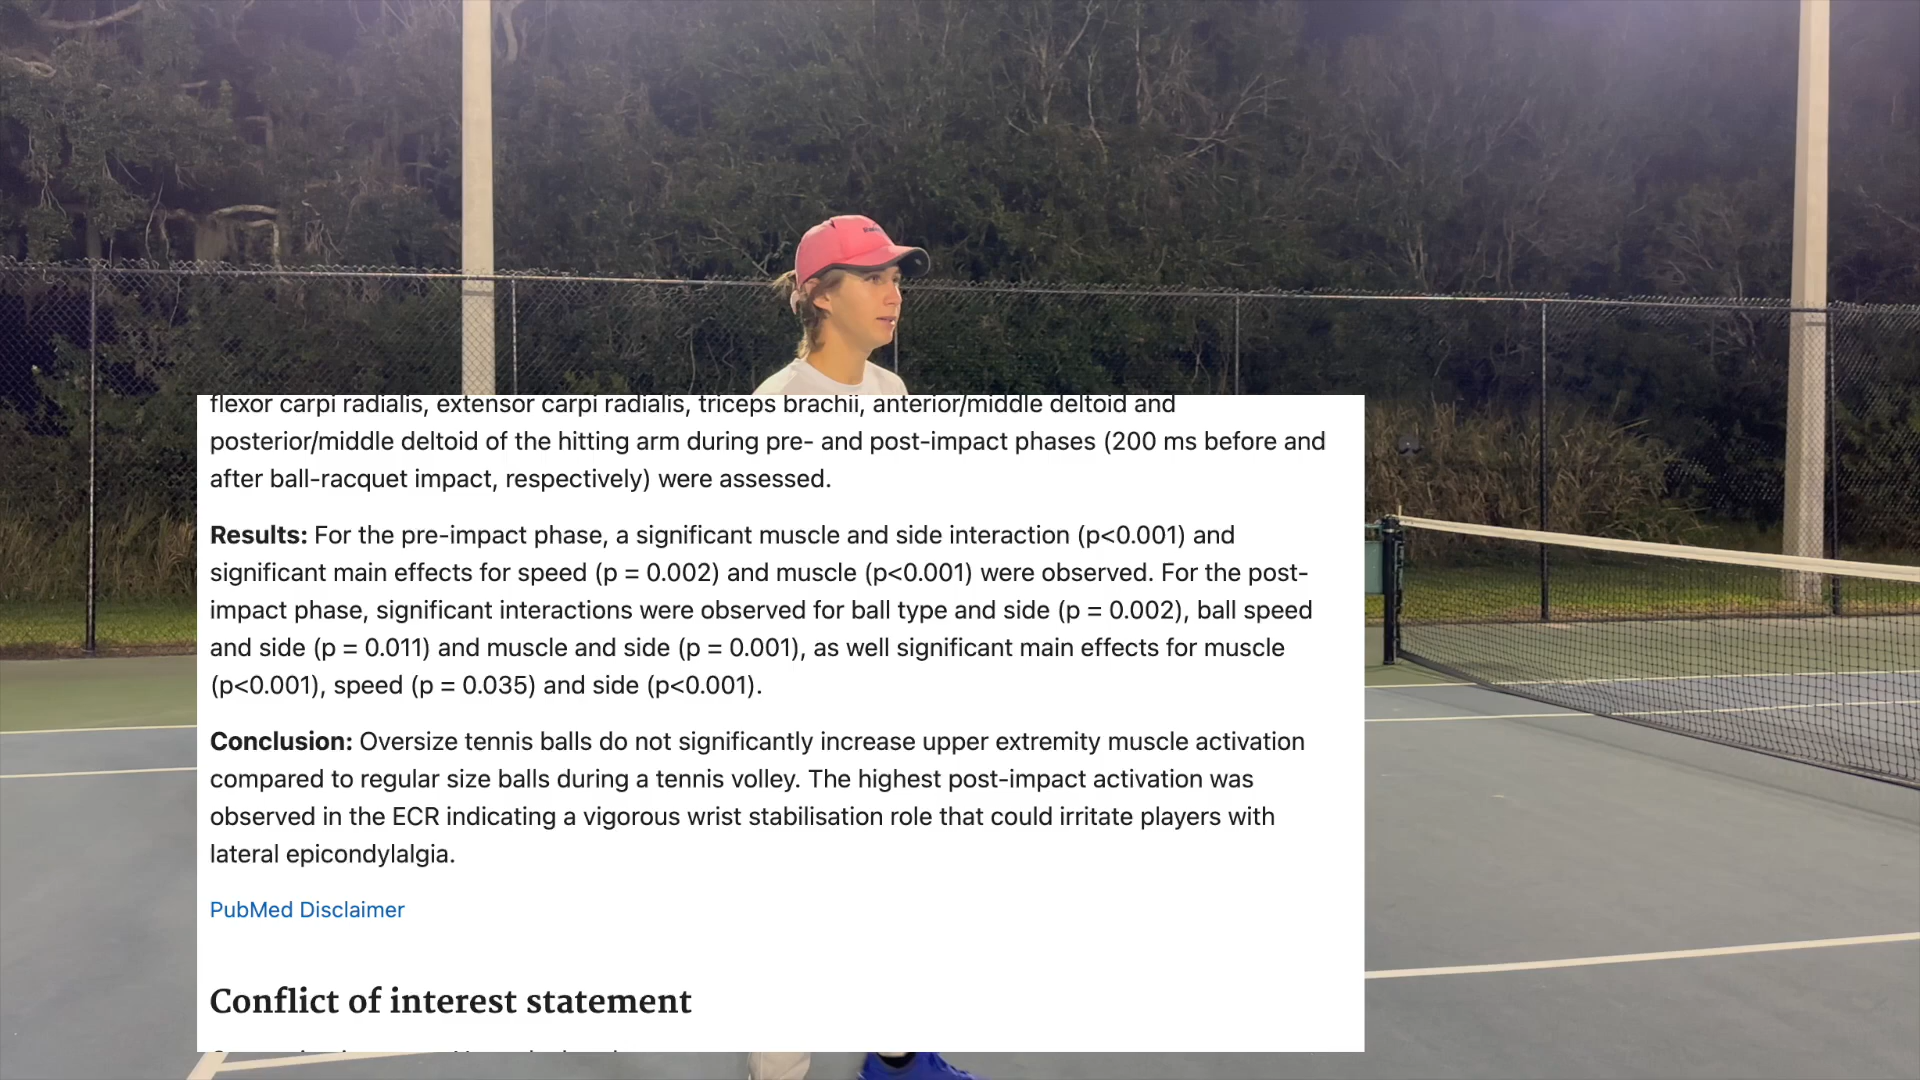 flexor carpi radialis, extensor carpi radialis, triceps brachii, anterior/middle deltoid and
posterior/middle deltoid of the hitting arm during pre- and post-impact phases (200 ms before and
after ball-racquet impact, respectively) were assessed.
Results: For the pre-impact phase, a significant muscle and side interaction (p<0.001) and
significant main effects for speed (p = 0.002) and muscle (p<0.001) were observed. For the post-
impact phase, significant interactions were observed for ball type and side (p = 0.002), ball speed
and side (p = 0.011) and muscle and side (p = 0.001), as well significant main effects for muscle
(p<0.001), speed (p = 0.035) and side (p<0.001).
Conclusion: Oversize tennis balls do not significantly increase upper extremity muscle activation
compared to regular size balls during a tennis volley. The highest post-impact activation was
observed in the ECR indicating a vigorous wrist stabilisation role that could irritate players with
lateral epicondylalgia.
PubMed Disclaimer
Conflict of interest statement